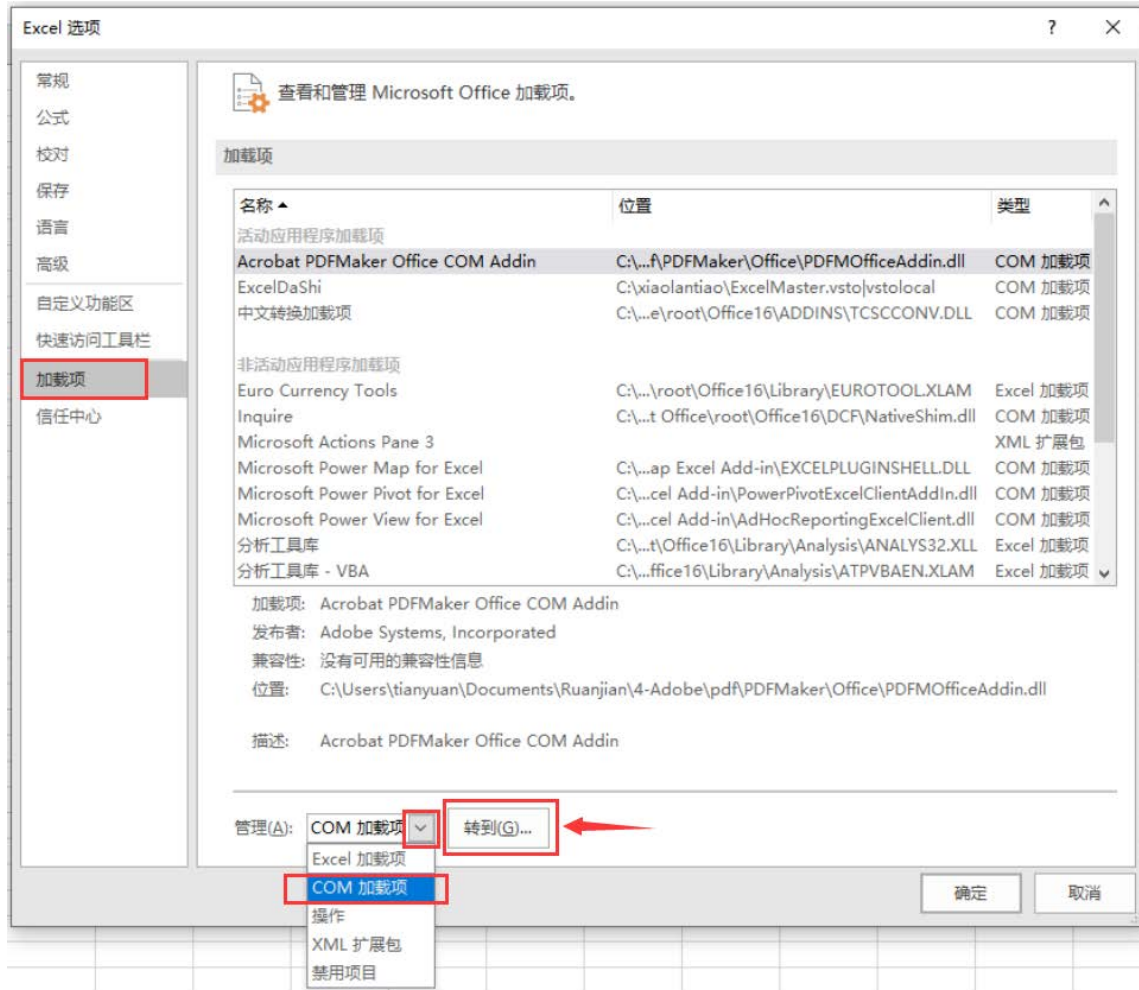 Excel 选项
?
常规
公式
校对
保存
语言
高级
自定义功能区
快速访问工具栏
加载项
信任中心
查看和管理 Microsoft Office 加载项。
加载项
名称 位置 类型
活动应用程序加载项
Acrobat PDFMaker Office COM Addin C:\...f\PDFMaker\Office\PDFMOfficeAddin.dll COM 加载项
ExcelDaShi C:\xiaolantiao\ExcelMaster.vsto|vstolocal COM 加载项
中文转换加载项 C:\...e\root\Office16\ADDINS\TCSCCONV.DLL COM 加载项
非活动应用程序加载项
Euro Currency Tools C:\...\root\Office16\Library\EUROTOOL.XLAM Excel 加载项
Inquire C:\...t Office\root\Office16\DCF\NativeShim.dll COM 加载项
Microsoft Actions Pane 3 XML 扩展包
Microsoft Power Map for Excel C:\...ap Excel Add-in\EXCELPLUGINSHELL.DLL COM 加载项
Microsoft Power Pivot for Excel C:\...cel Add-in\PowerPivotExcelClientAddIn.dll COM 加载项
Microsoft Power View for Excel C:\...cel Add-in\AdHocReportingExcelClient.dll COM 加载项
分析工具库 C:\...t\Office16\Library\Analysis\ANALYS32.XLL Excel 加载项
分析工具库 - VBA C:\...ffice16\Library\Analysis\ATPVBAEN.XLAM Excel 加载项
加载项: Acrobat PDFMaker Office COM Addin
发布者: Adobe Systems, Incorporated
兼容性: 没有可用的兼容性信息
位置: C:\Users\tianyuan\Documents\Ruanjian\4-Adobe\pdf\PDFMaker\Office\PDFMOfficeAddin.dll
描述: Acrobat PDFMaker Office COM Addin
管理(A): COM 加载项 转到(G)...
Excel 加载项
COM 加载项
操作
XML 扩展包
禁用项目
确定 取消